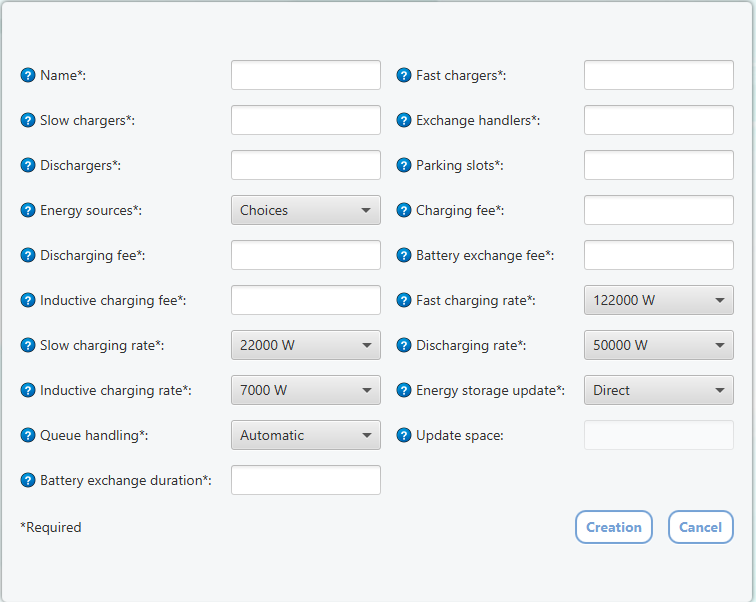 ? Name*: ? Fast chargers*:
? Slow chargers*: ? Exchange handlers*:
? Dischargers*: ? Parking slots*:
? Energy sources*: Choices ? Charging fee*:
? Discharging fee*: ? Battery exchange fee*:
? Inductive charging fee*: ? Fast charging rate*: 122000 W
? Slow charging rate*: 22000 W ? Discharging rate*: 50000 W
? Inductive charging rate*: 7000 W ? Energy storage update*: Direct
? Queue handling*: Automatic ? Update space:
? Battery exchange duration*:
*Required Creation Cancel